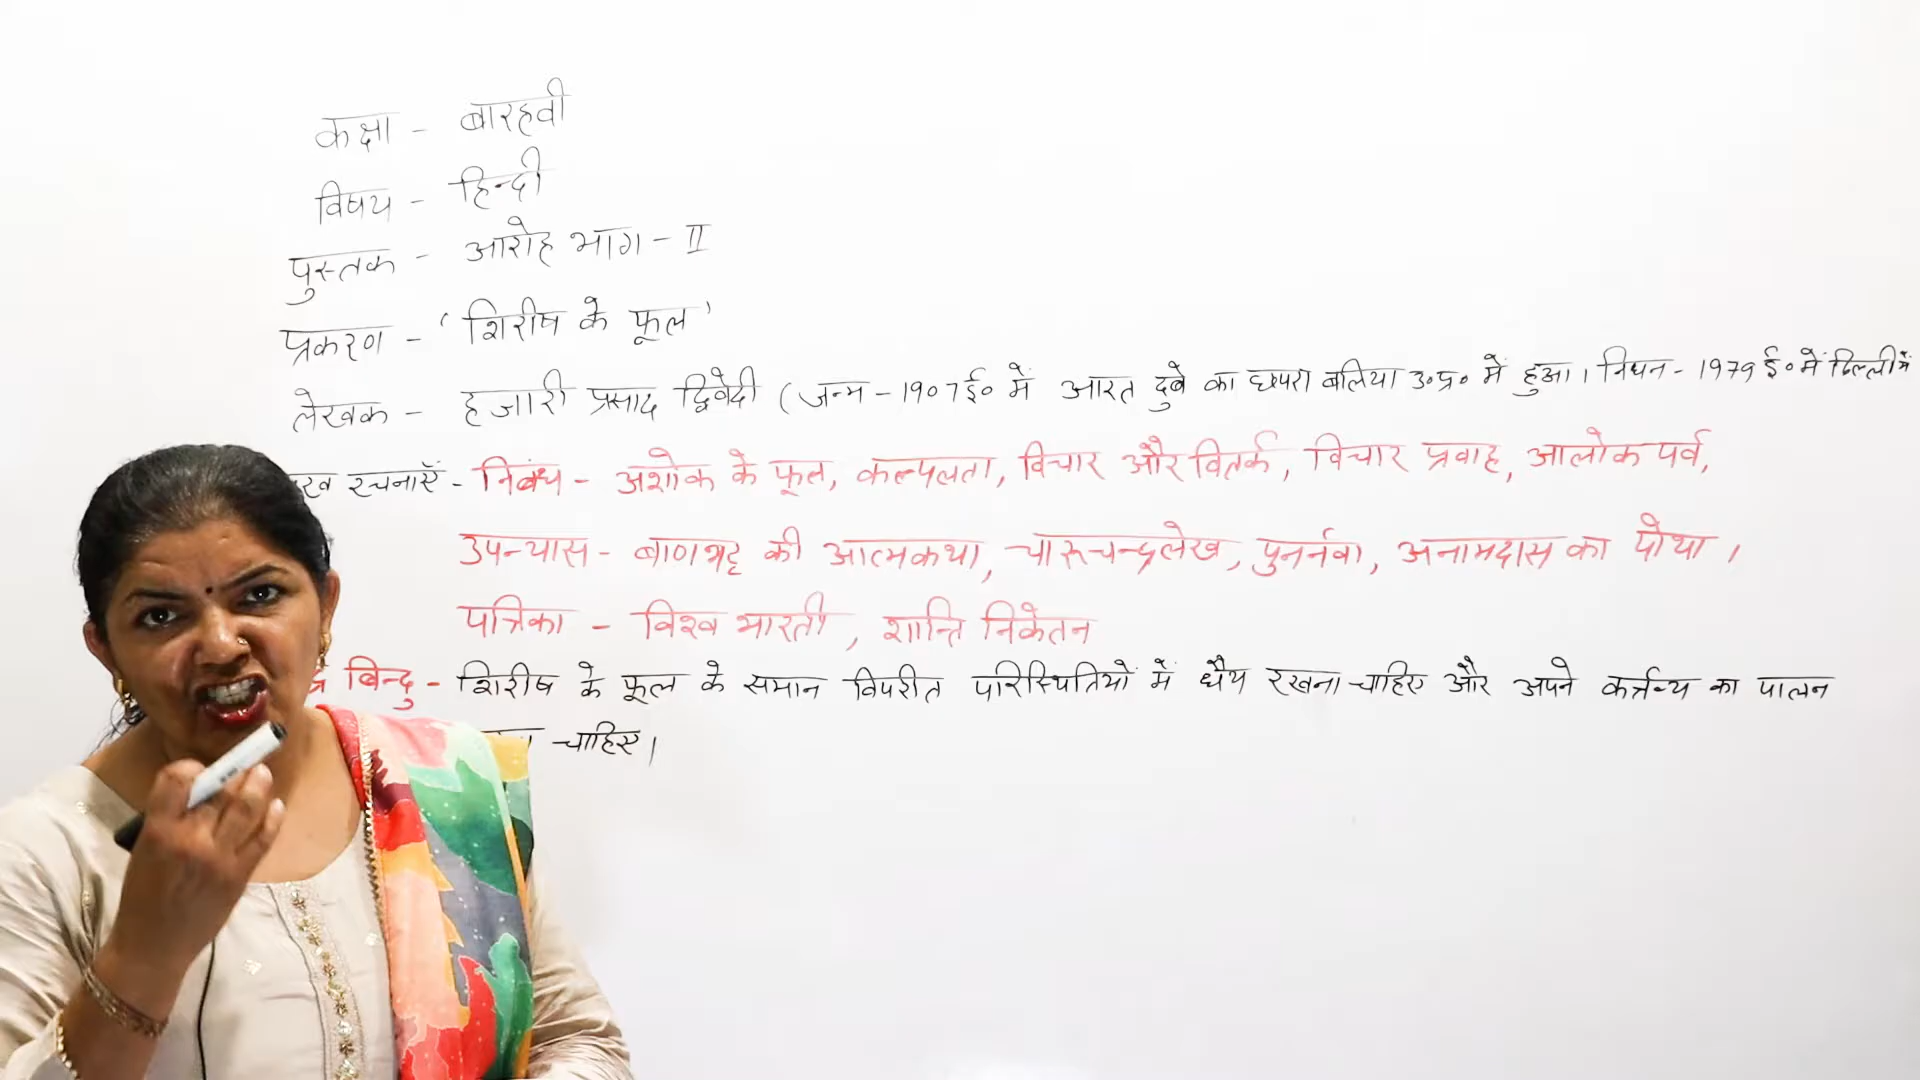 कक्षा - बारहवी
विषय - हिन्दी
पुस्तक - आरोह भाग - II
प्रकरण - 'शिरीष के फूल'
लेखक - हजारी प्रसाद द्विवेदी (जन्म - 1907 ई० में आरत दुबे का छपरा बलिया उ०प्र० में हुआ। निधन - 1979 ई० में दिल्ली में
रचनाएँ - निबंध - अशोक के फूल, कल्पलता, विचार और वितर्क, विचार प्रवाह, आलोक पर्व,
उपन्यास - बाणभट्ट की आत्मकथा, चारूचन्द्रलेख, पुनर्नवा, अनामदास का पोथा।
पत्रिका - विश्व भारती, शान्ति निकेतन
बिन्दु - शिरीष के फूल के समान विपरीत परिस्थितियों में धैय रखना चाहिए और अपने कर्त्तव्य का पालन
चाहिए।